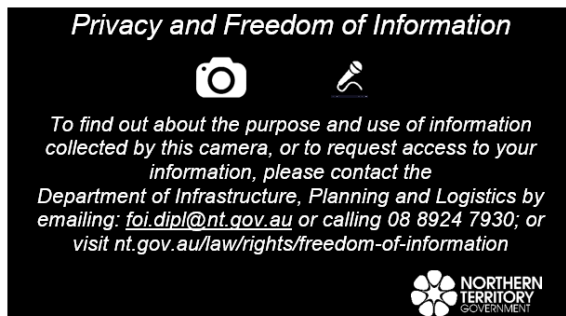 Privacy and Freedom of Information
To find out about the purpose and use of information
collected by this camera, or to request access to your
information, please contact the
Department of Infrastructure, Planning and Logistics by
emailing: foi.dipl@nt.gov.au or calling 08 8924 7930; or
visit nt.gov.au/law/rights/freedom-of-information
NORTHERN
TERRITORY
GOVERNMENT